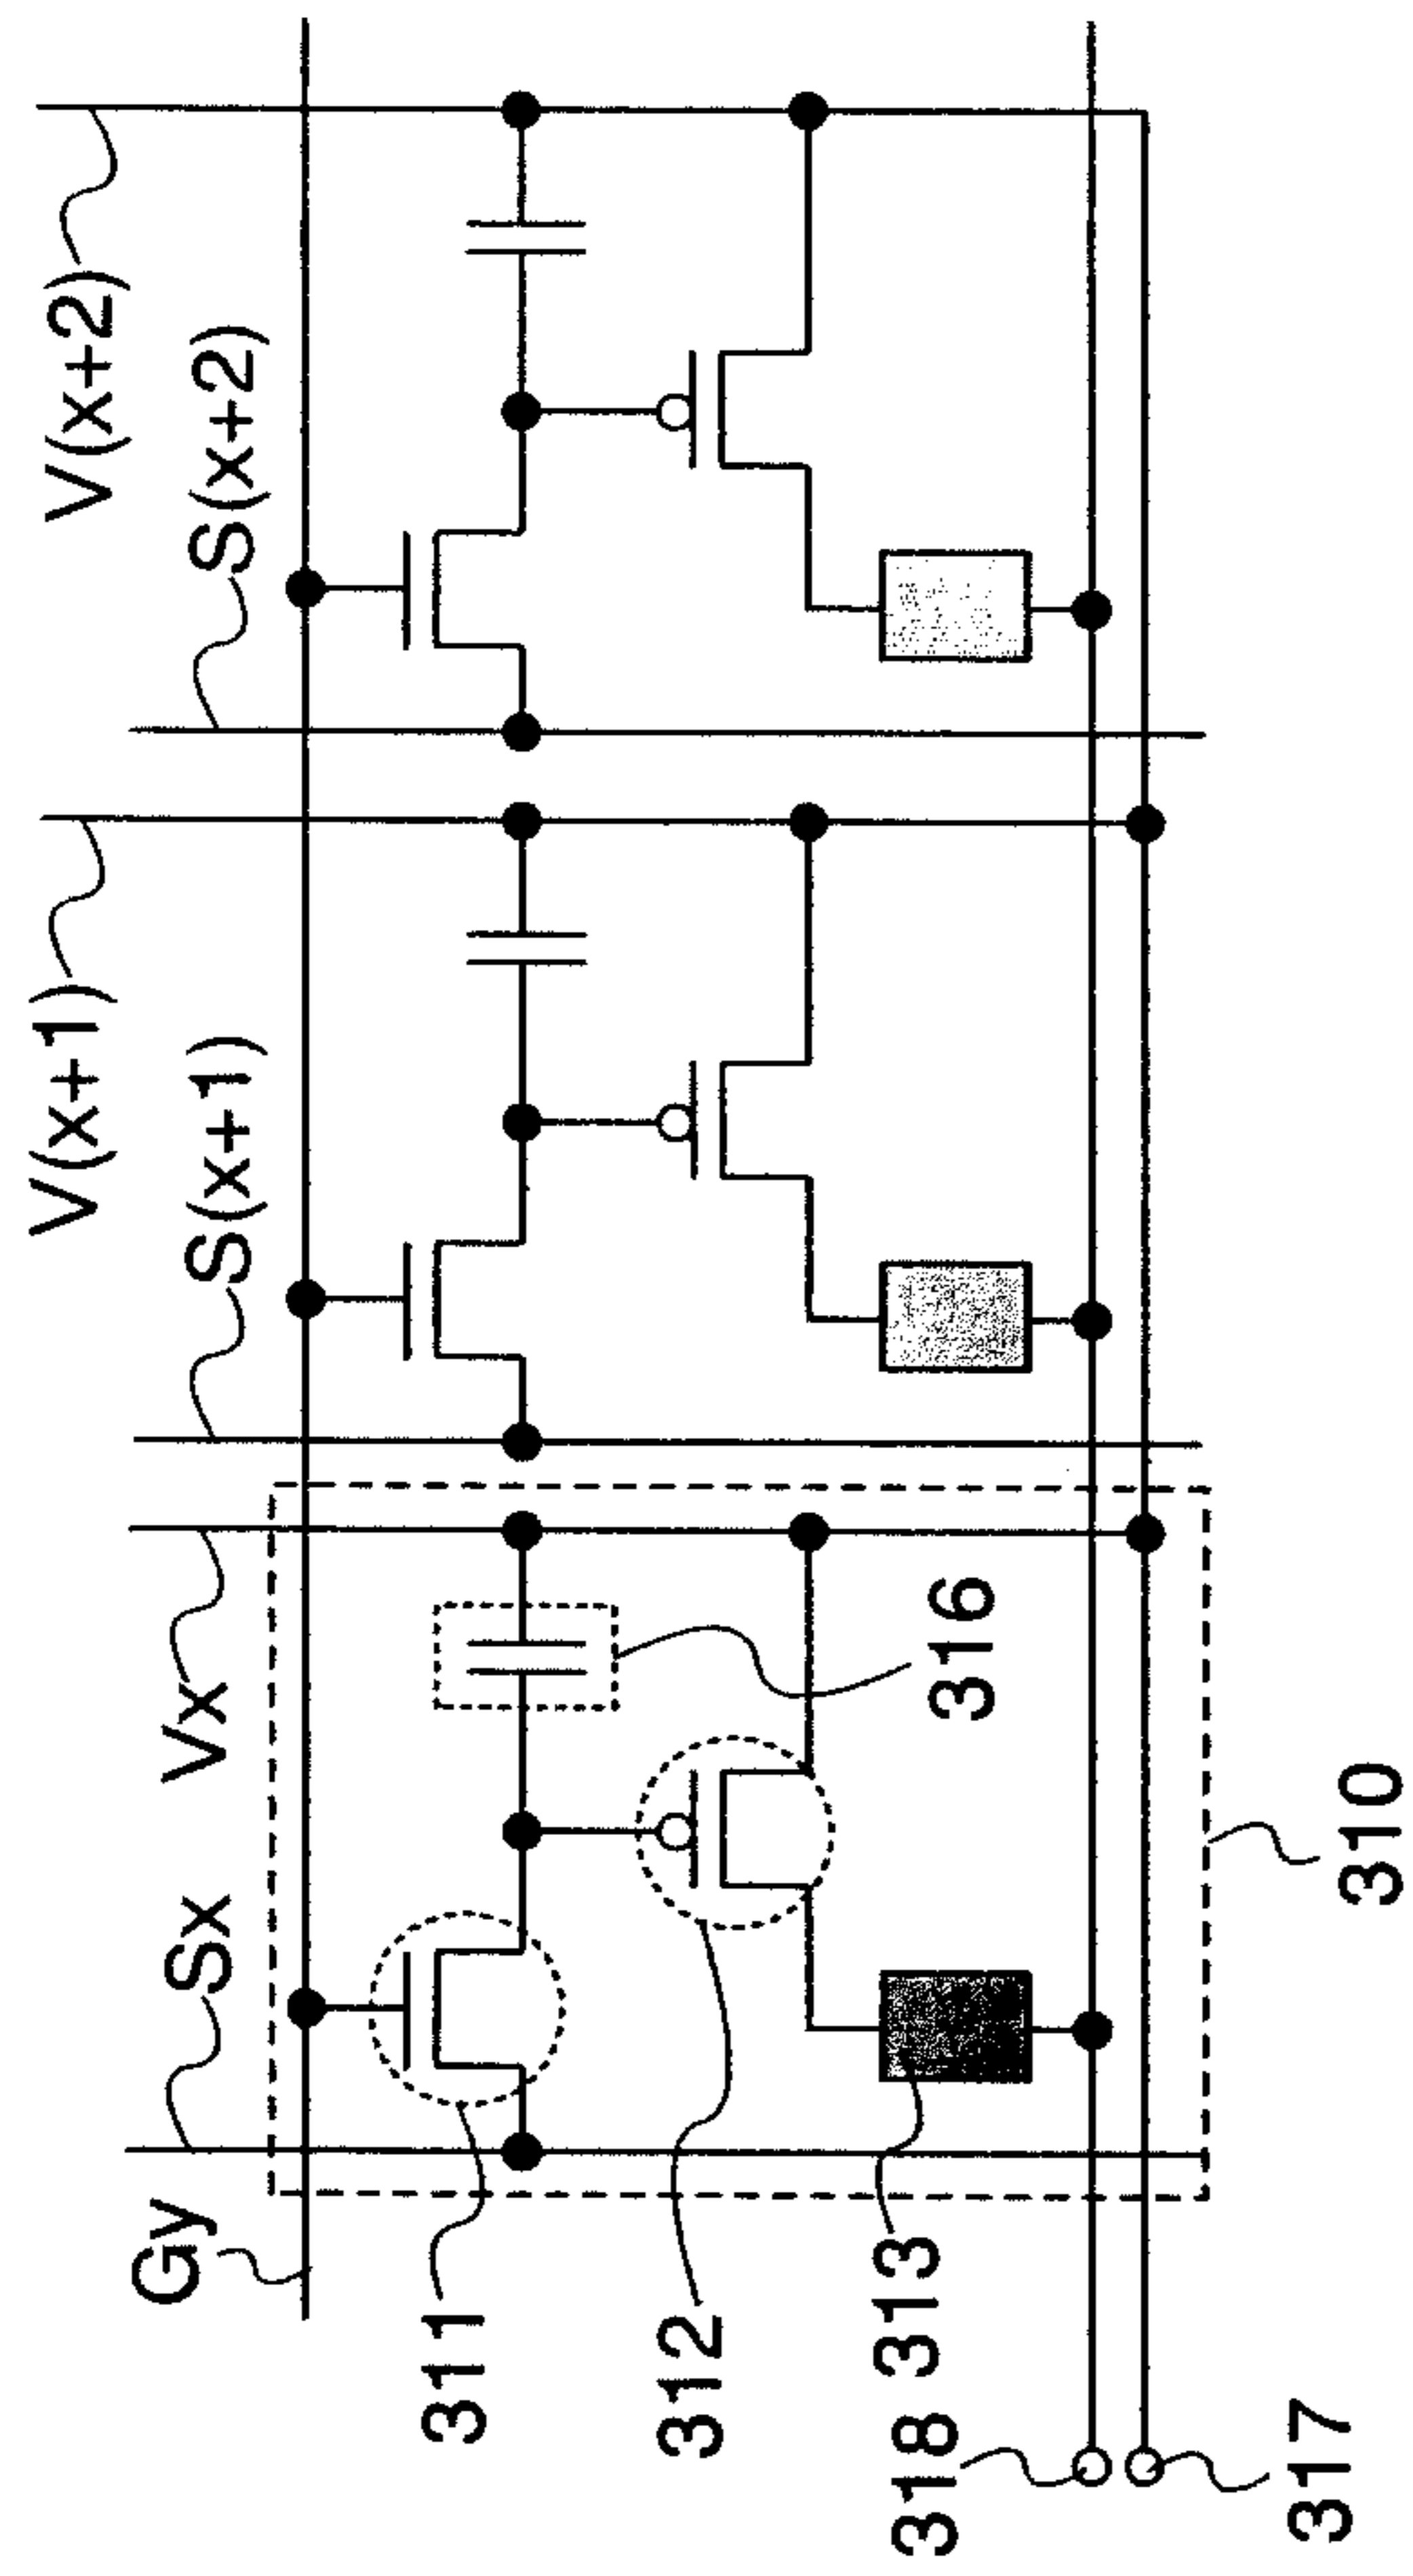 Gy
Sx
Vx
S(x+1)
V(x+1)
S(x+2)
V(x+2)
311
312
313
316
318
317
310